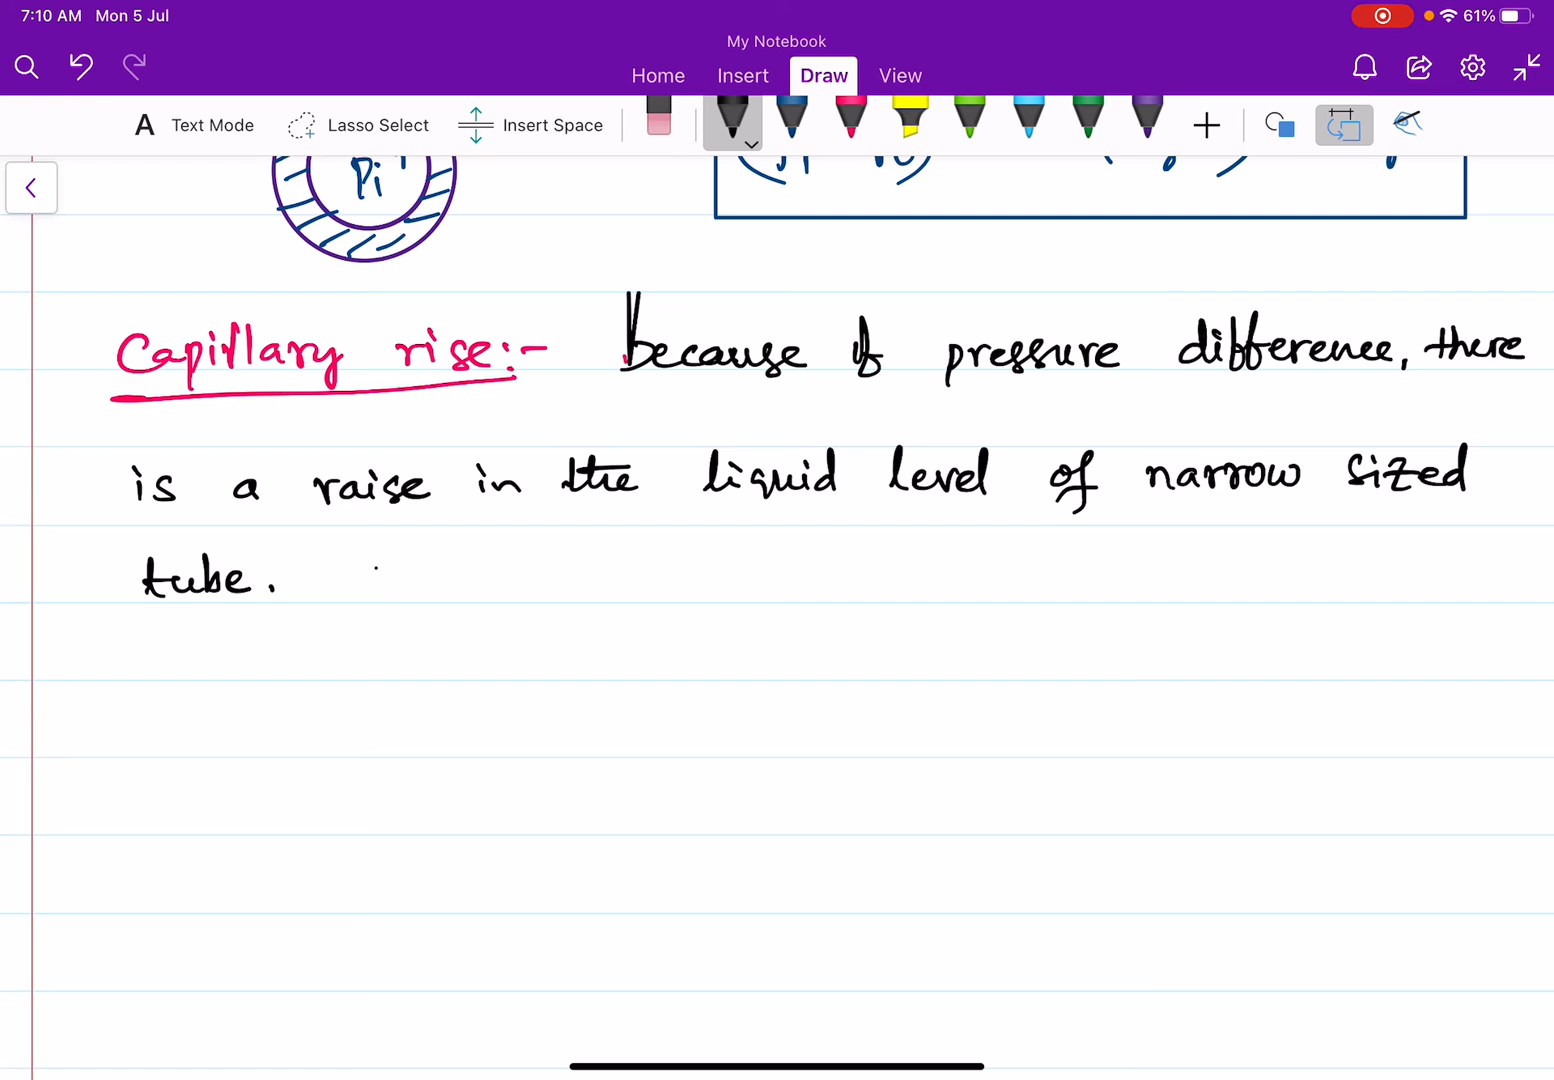 7:10 AM Mon 5 Jul
61%
My Notebook
Home Insert Draw View
A Text Mode Lasso Select Insert Space
Pi
Capillary rise:- because of pressure difference, there
is a raise in the liquid level of narrow sized
tube.